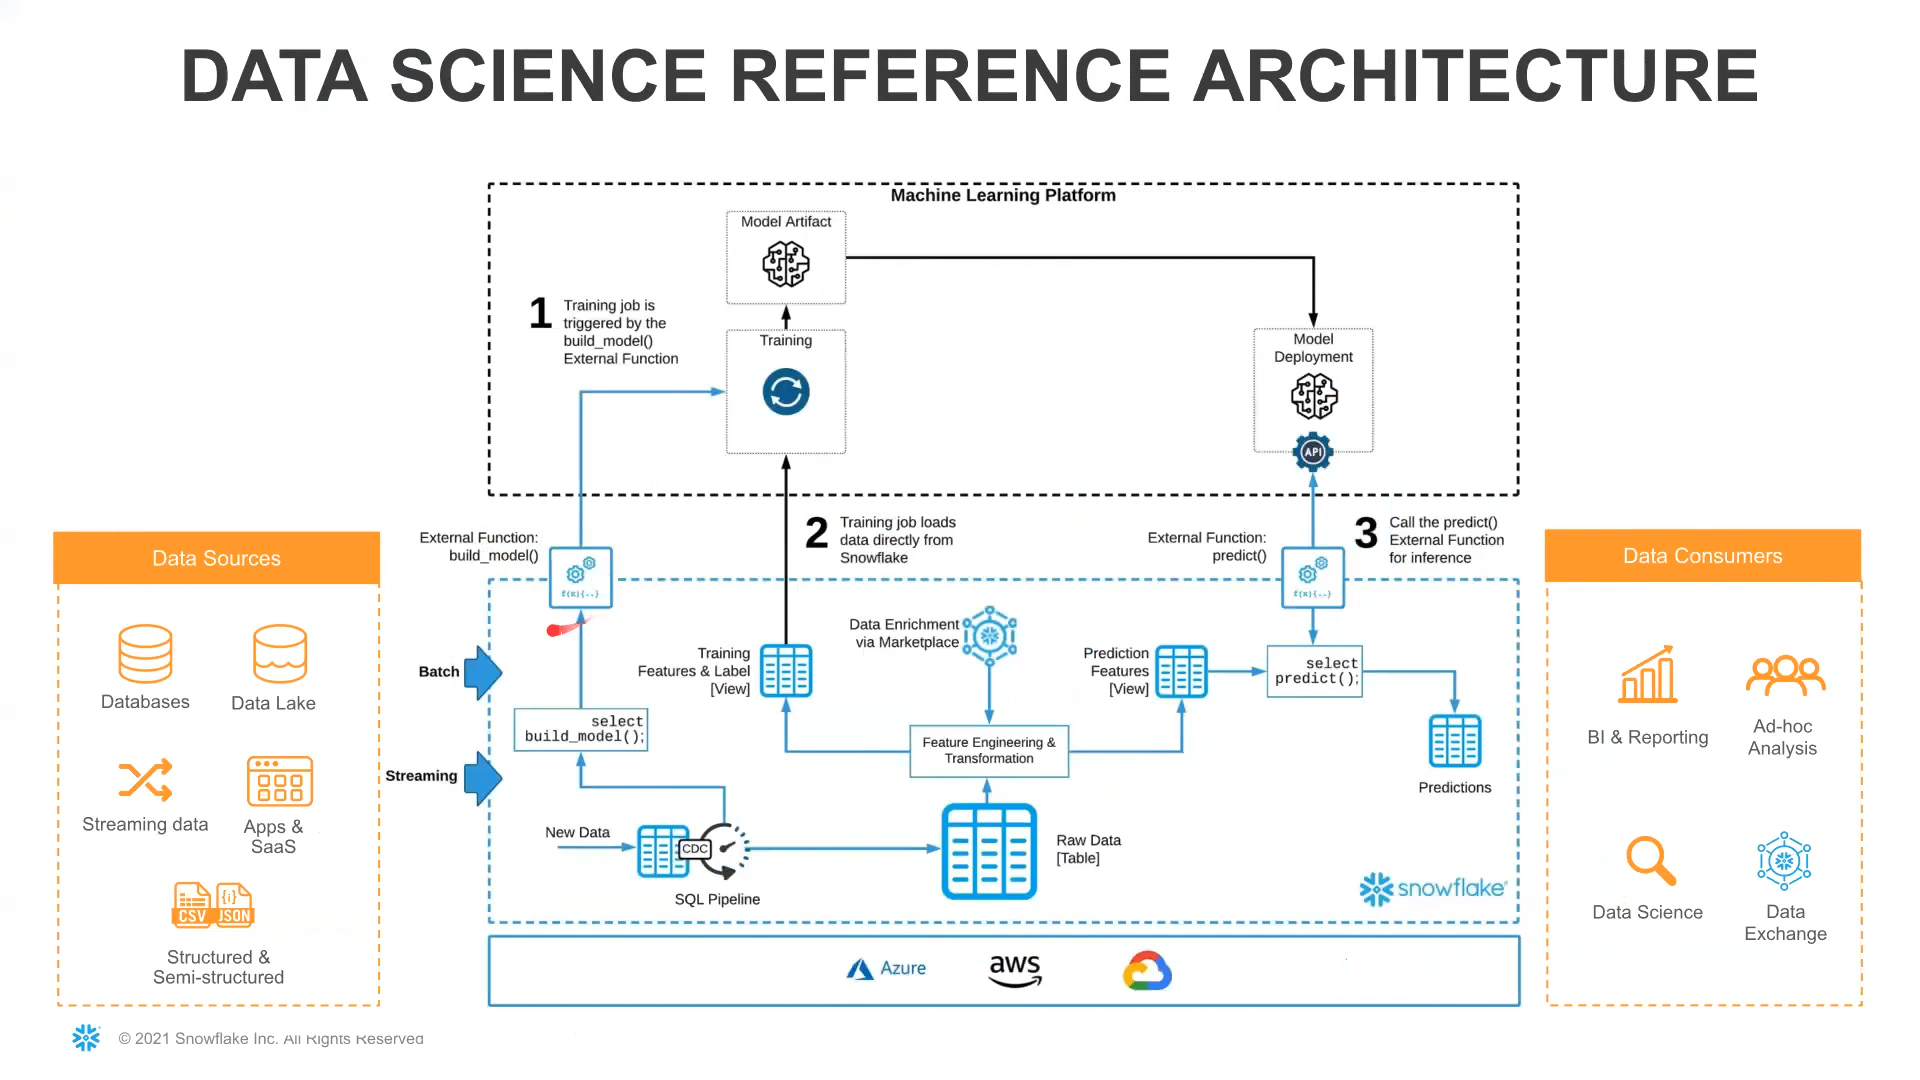 DATA SCIENCE REFERENCE ARCHITECTURE
Machine Learning Platform
Model Artifact
1
Training job is
triggered by the
build_model()
External Function
Training
Model
Deployment
API
External Function:
build_model()
f(x){..}
2
Training job loads
data directly from
Snowflake
External Function:
predict()
f(x){..}
3
Call the predict()
External Function
for inference
Data Sources
Databases
Data Lake
Streaming data
Apps &
SaaS
CSV
{i}
JSON
Structured &
Semi-structured
Batch
Streaming
select
build_model();
Training
Features & Label
[View]
Data Enrichment
via Marketplace
Prediction
Features
[View]
select
predict();
Feature Engineering &
Transformation
Predictions
New Data
CDC
SQL Pipeline
Raw Data
[Table]
snowflake®
Azure
aws
Data Consumers
BI & Reporting
Ad-hoc
Analysis
Data Science
Data
Exchange
© 2021 Snowflake Inc. All Rights Reserved